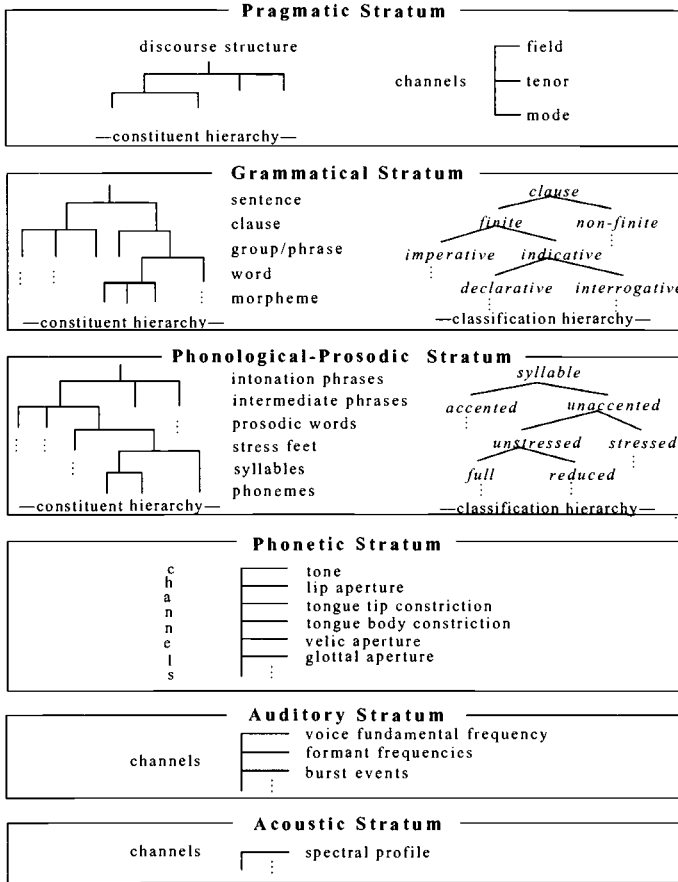 Pragmatic Stratum
discourse structure
—constituent hierarchy—
channels
field
tenor
mode
Grammatical Stratum
sentence
clause
group/phrase
word
morpheme
—constituent hierarchy—
clause
finite non-finite
imperative indicative
declarative interrogative
—classification hierarchy—
Phonological-Prosodic Stratum
intonation phrases
intermediate phrases
prosodic words
stress feet
syllables
phonemes
—constituent hierarchy—
syllable
accented unaccented
unstressed stressed
full reduced
—classification hierarchy—
Phonetic Stratum
channels
tone
lip aperture
tongue tip constriction
tongue body constriction
velic aperture
glottal aperture
Auditory Stratum
channels
voice fundamental frequency
formant frequencies
burst events
Acoustic Stratum
channels
spectral profile